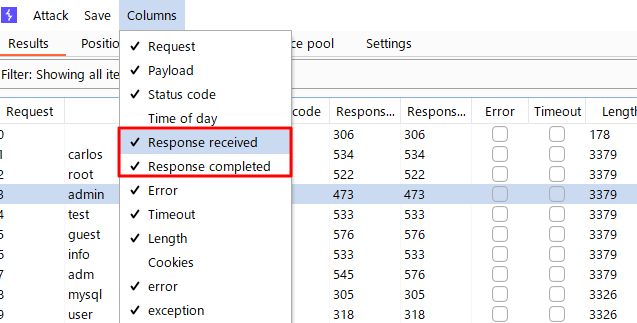 Attack Save Columns
Results Positio ce pool Settings
Filter: Showing all ite
Request
Payload
Status code
Time of day
Response received
Response completed
Error
Timeout
Length
Cookies
error
exception
Request code Respons... Respons... Error Timeout Length
0 306 306 178
1 carlos 534 534 3379
2 root 522 522 3379
3 admin 473 473 3379
4 test 533 533 3379
5 guest 576 576 3379
6 info 533 533 3379
7 adm 545 576 3379
8 mysql 305 305 3326
9 user 318 318 3326